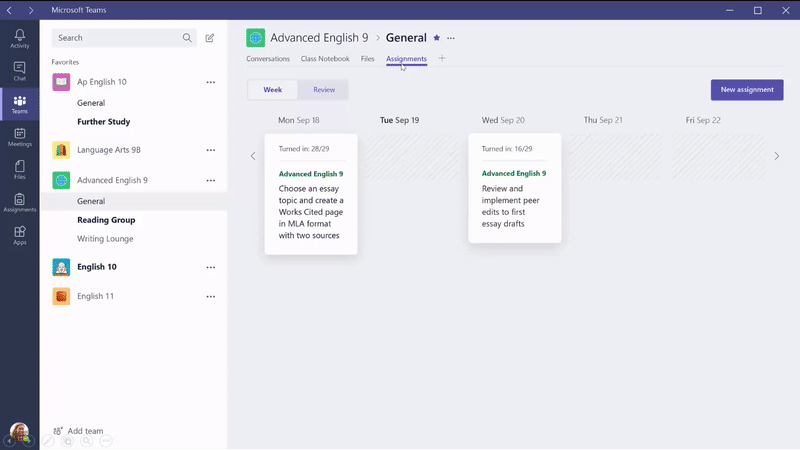 Microsoft Teams
Activity
Chat
Teams
Meetings
Files
Assignments
Apps
Search
Favorites
Ap English 10
General
Further Study
Language Arts 9B
Advanced English 9
General
Reading Group
Writing Lounge
English 10
English 11
Add team
Advanced English 9 > General
Conversations Class Notebook Files Assignments
Week Review New assignment
Mon Sep 18 Tue Sep 19 Wed Sep 20 Thu Sep 21 Fri Sep 22
Turned in: 28/29
Advanced English 9
Choose an essay
topic and create a
Works Cited page
in MLA format
with two sources
Turned in: 16/29
Advanced English 9
Review and
implement peer
edits to first
essay drafts